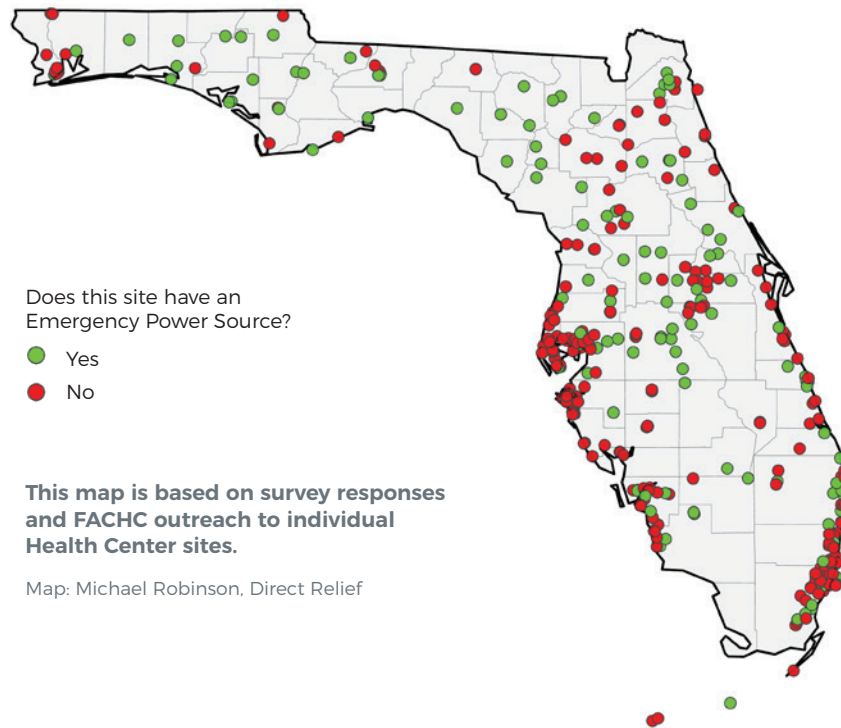 Does this site have an
Emergency Power Source?
Yes
No
This map is based on survey responses
and FACHC outreach to individual
Health Center sites.
Map: Michael Robinson, Direct Relief